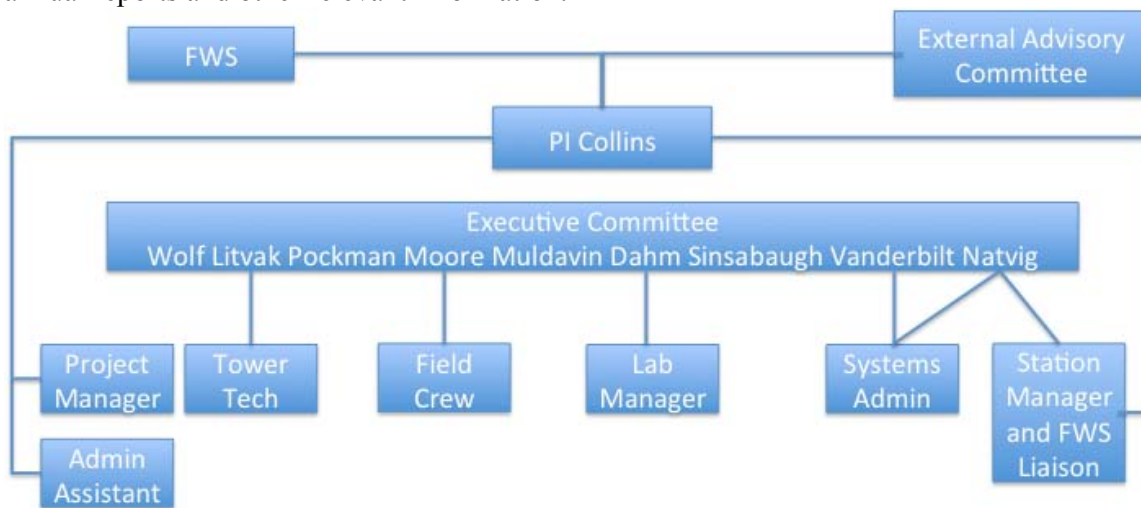 FWS
External Advisory
Committee
PI Collins
Executive Committee
Wolf Litvak Pockman Moore Muldavin Dahm Sinsabaugh Vanderbilt Natvig
Project
Manager
Tower
Tech
Field
Crew
Lab
Manager
Systems
Admin
Station
Manager
and FWS
Liaison
Admin
Assistant